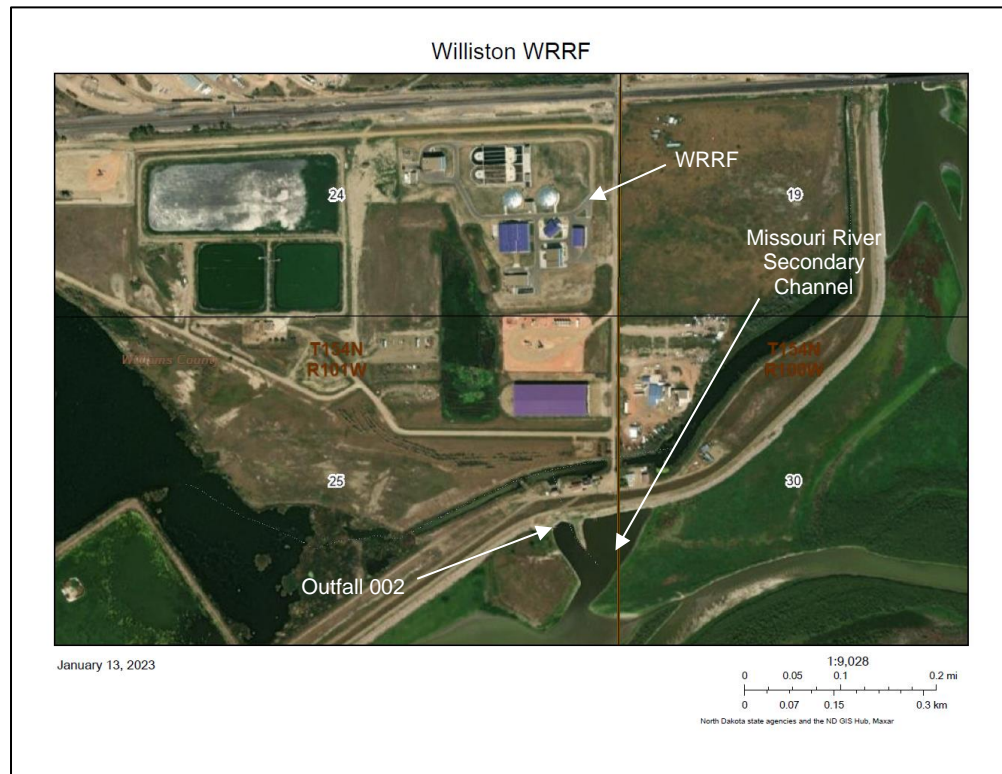 Williston WRRF
WRRF
24
19
Missouri River
Secondary
Channel
T154N
R101W
T154N
R100W
Williams County
25
30
Outfall 002
January 13, 2023
1:9,028
0 0.05 0.1 0.2 mi
0 0.07 0.15 0.3 km
North Dakota state agencies and the ND GIS Hub, Maxar